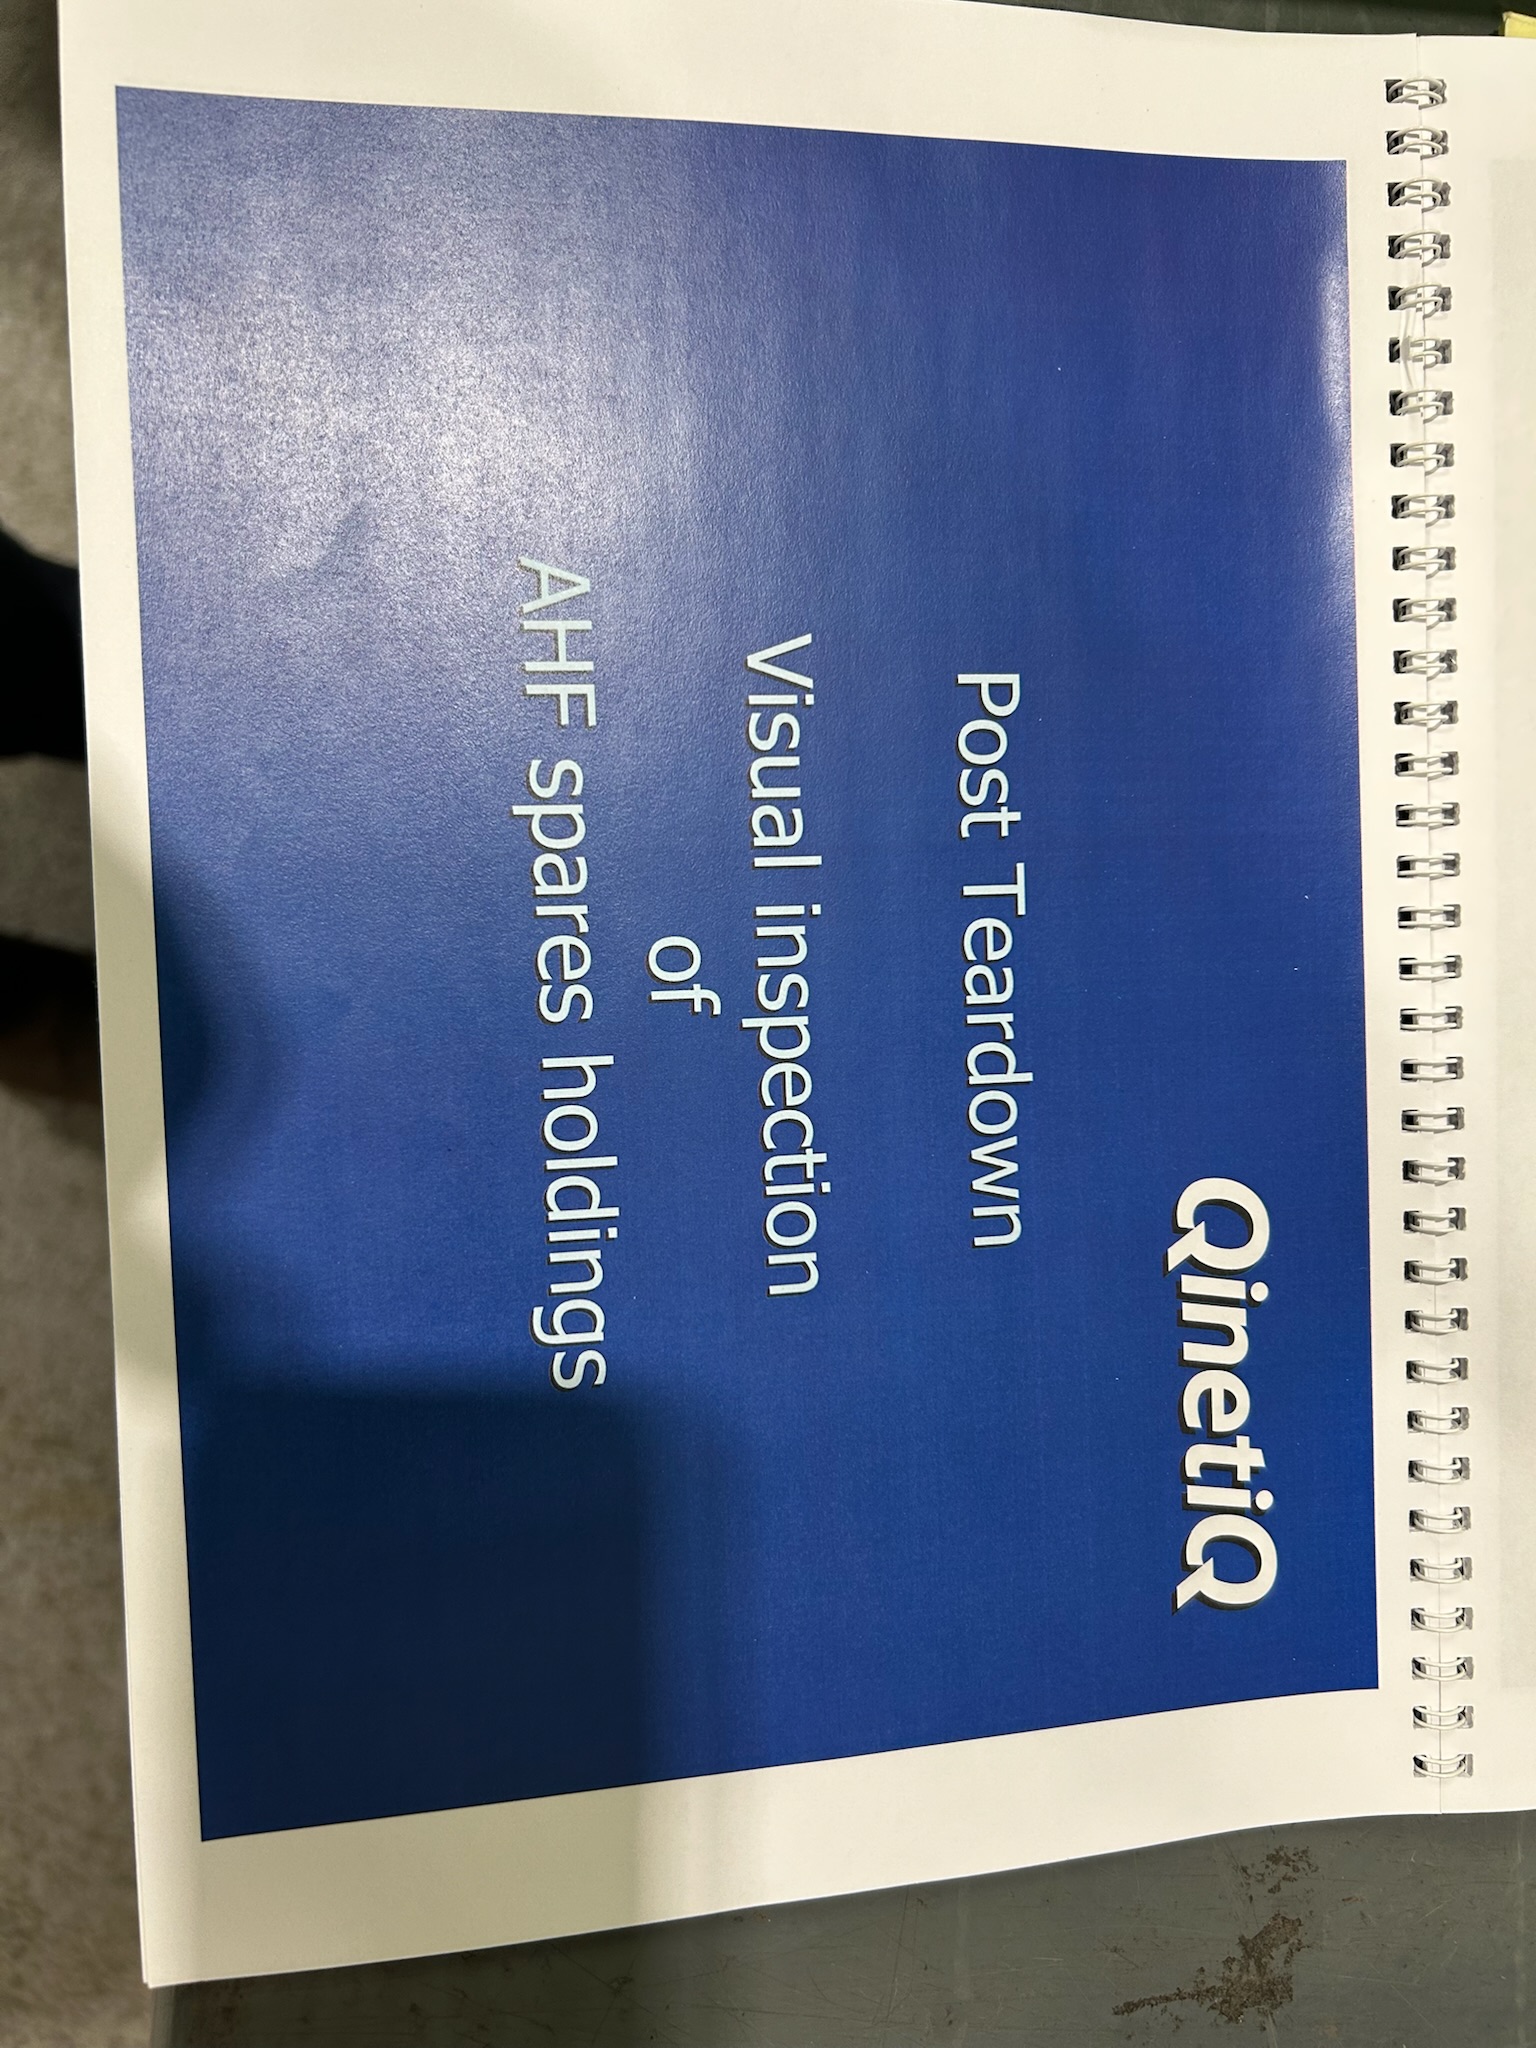 QinetiQ
Post Teardown
Visual inspection
of
AHF spares holdings